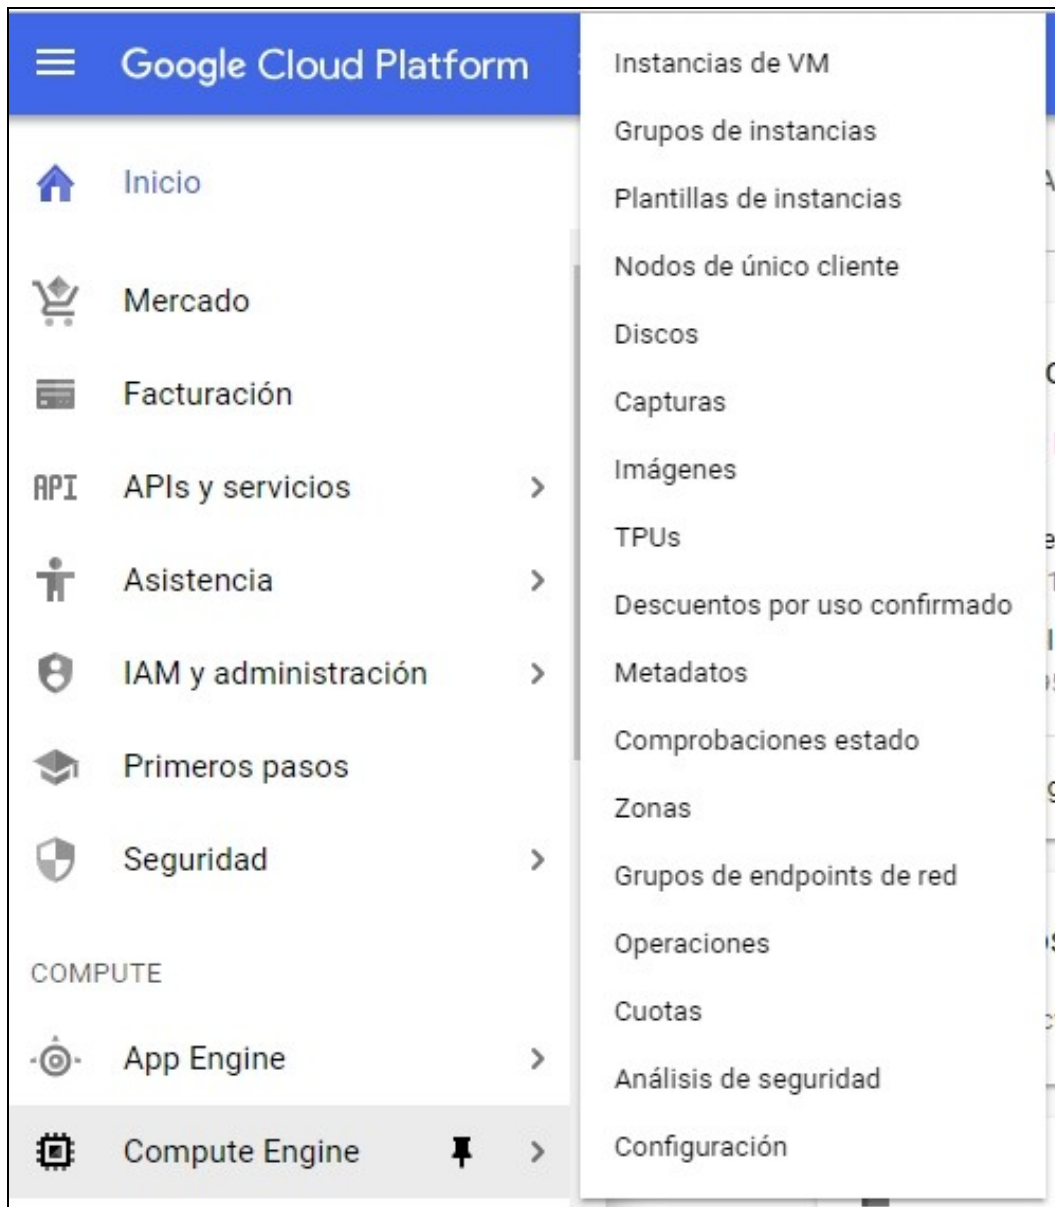 Google Cloud Platform
Inicio
Mercado
Facturación
API APIs y servicios
Asistencia
IAM y administración
Primeros pasos
Seguridad
COMPUTE
App Engine
Compute Engine
Instancias de VM
Grupos de instancias
Plantillas de instancias
Nodos de único cliente
Discos
Capturas
Imágenes
TPUs
Descuentos por uso confirmado
Metadatos
Comprobaciones estado
Zonas
Grupos de endpoints de red
Operaciones
Cuotas
Análisis de seguridad
Configuración